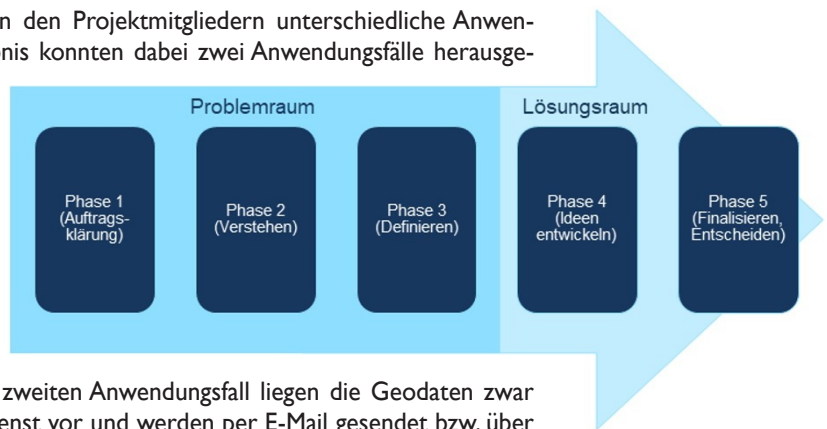 n den Projektmitgliedern unterschiedliche Anwen-
nis konnten dabei zwei Anwendungsfälle herausge-
Problemraum
Lösungsraum
Phase 1
(Auftrags-
klärung)
Phase 2
(Verstehen)
Phase 3
(Definieren)
Phase 4
(Ideen
entwickeln)
Phase 5
(Finalisieren,
Entscheiden)
zweiten Anwendungsfall liegen die Geodaten zwar
enst vor und werden per E-Mail gesendet bzw. über